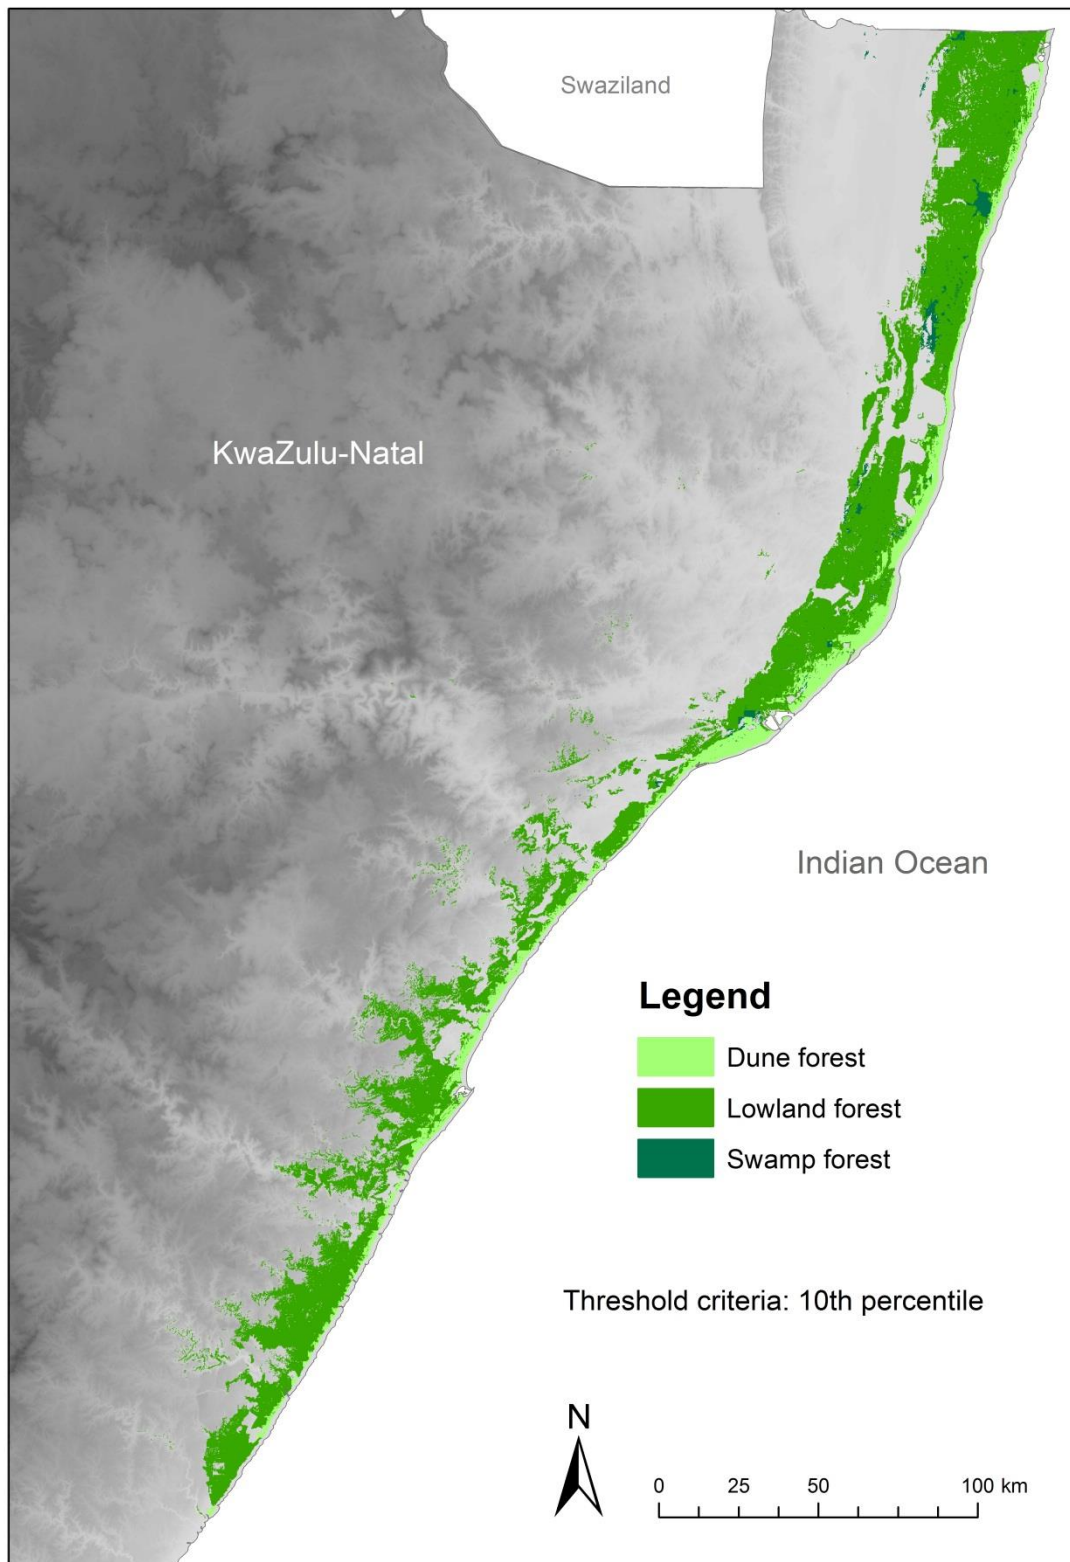 Swaziland
KwaZulu-Natal
Indian Ocean
Legend
Dune forest
Lowland forest
Swamp forest
Threshold criteria: 10th percentile
N
0 25 50 100 km